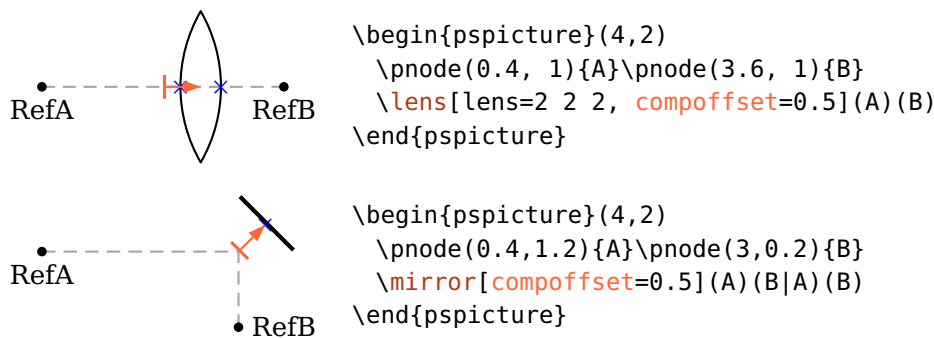 RefA
RefB
\begin{pspicture}(4,2)
  \pnode(0.4, 1){A}\pnode(3.6, 1){B}
  \lens[lens=2 2 2, compoffset=0.5](A)(B)
\end{pspicture}
RefA
RefB
\begin{pspicture}(4,2)
  \pnode(0.4,1.2){A}\pnode(3,0.2){B}
  \mirror[compoffset=0.5](A)(B|A)(B)
\end{pspicture}